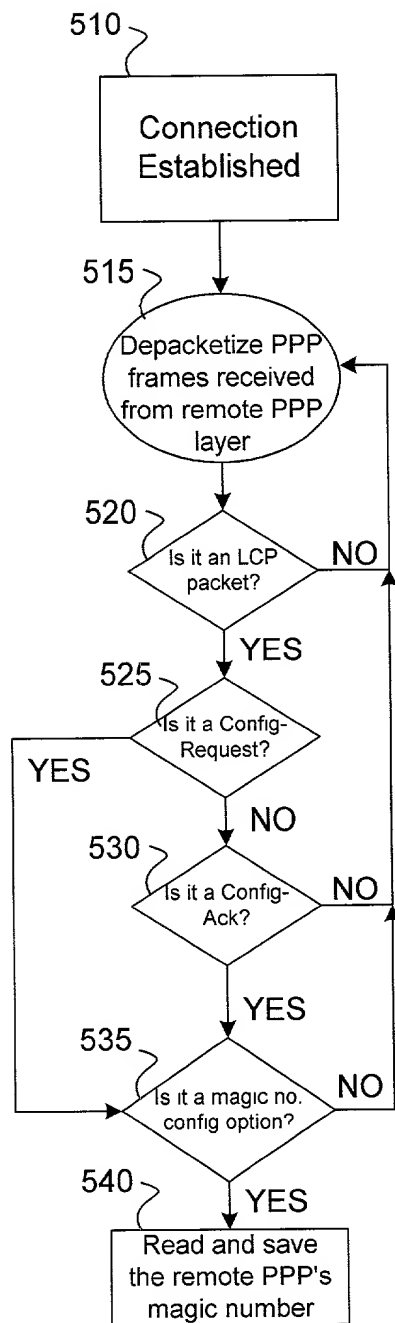 510
Connection
Established
515
Depacketize PPP
frames received
from remote PPP
layer
520
Is it an LCP
packet?
NO
YES
525
Is it a Config-
Request?
YES
NO
530
Is it a Config-
Ack?
NO
YES
535
Is it a magic no.
config option?
NO
YES
540
Read and save
the remote PPP's
magic number